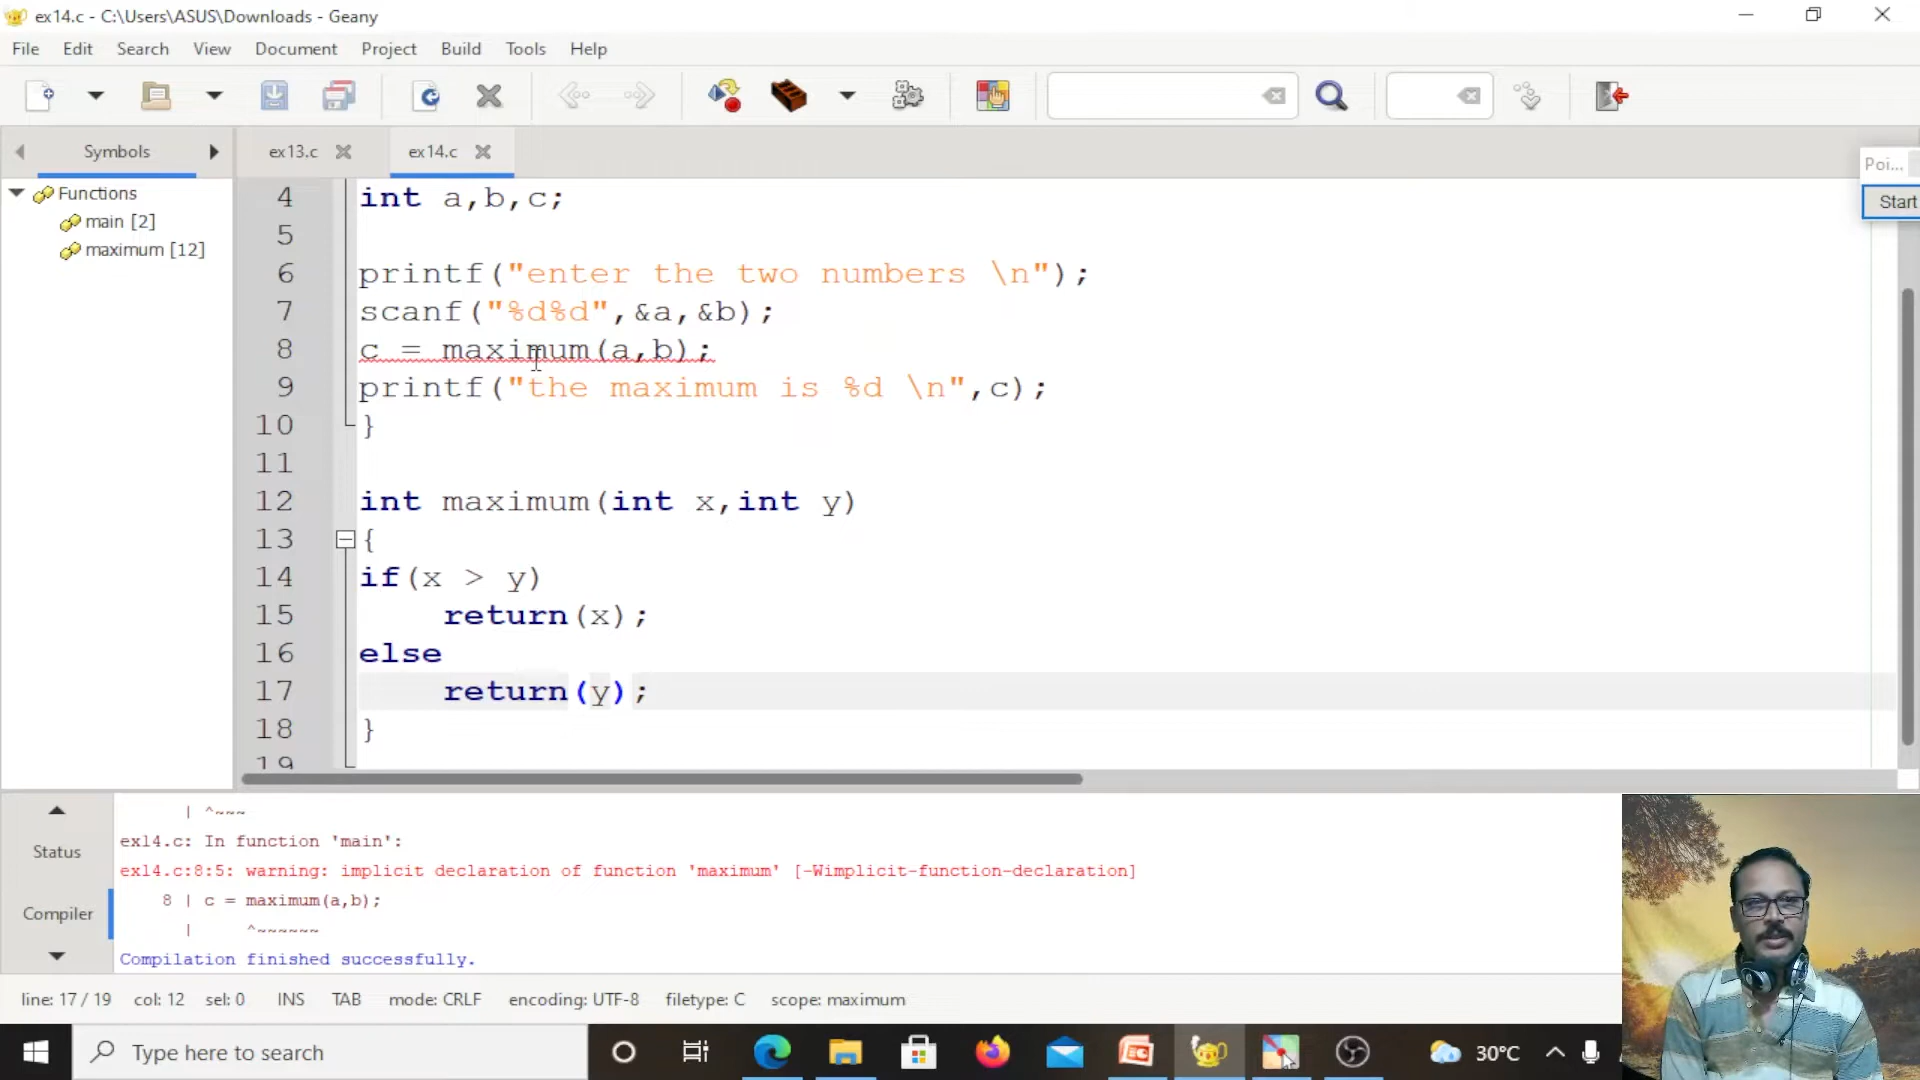 ex14.c - C:\Users\ASUS\Downloads - Geany
File Edit Search View Document Project Build Tools Help
Symbols
ex13.c
ex14.c
Poi...
Start
Functions
main [2]
maximum [12]
4 int a,b,c;
5
6 printf("enter the two numbers \n");
7 scanf("%d%d",&a,&b);
8 c = maximum(a,b);
9 printf("the maximum is %d \n",c);
10 }
11
12 int maximum(int x,int y)
13 {
14 if(x > y)
15 return(x);
16 else
17 return(y);
18 }
19
Status
Compiler
| ^~~~
ex14.c: In function 'main':
ex14.c:8:5: warning: implicit declaration of function 'maximum' [-Wimplicit-function-declaration]
8 | c = maximum(a,b);
| ^~~~~~~
Compilation finished successfully.
line: 17 / 19 col: 12 sel: 0 INS TAB mode: CRLF encoding: UTF-8 filetype: C scope: maximum
Type here to search
30°C